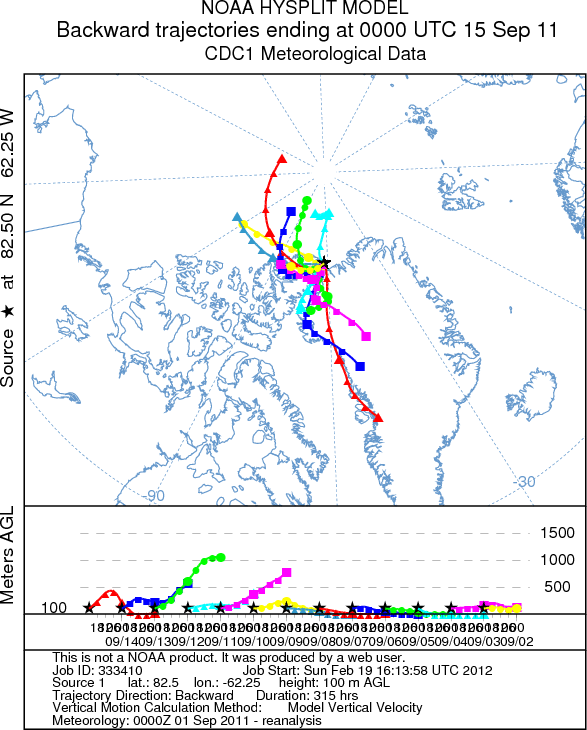 NOAA HYSPLIT MODEL
Backward trajectories ending at 0000 UTC 15 Sep 11
CDC1 Meteorological Data
Source ★ at 82.50 N 62.25 W
-90
-30
Meters AGL
1500
1000
500
100
09/14 09/13 09/12 09/11 09/10 09/09 09/08 09/07 09/06 09/05 09/04 09/03 09/02
This is not a NOAA product. It was produced by a web user.
Job ID: 333410 Job Start: Sun Feb 19 16:13:58 UTC 2012
Source 1 lat.: 82.5 lon.: -62.25 height: 100 m AGL
Trajectory Direction: Backward Duration: 315 hrs
Vertical Motion Calculation Method: Model Vertical Velocity
Meteorology: 0000Z 01 Sep 2011 - reanalysis